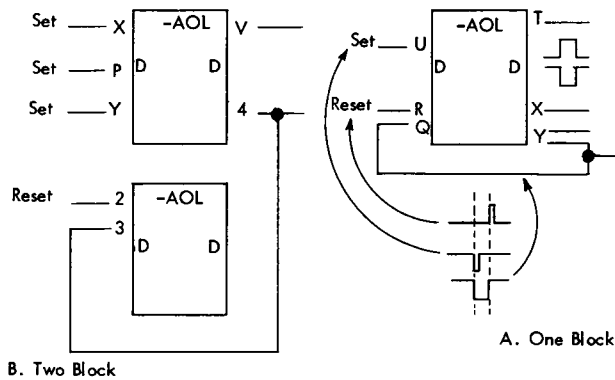 Set X -AOL V
Set P D D
Set Y 4
Reset 2 -AOL
3
D D
B. Two Block
-AOL T
Set U D D
Reset R X
Q Y
A. One Block